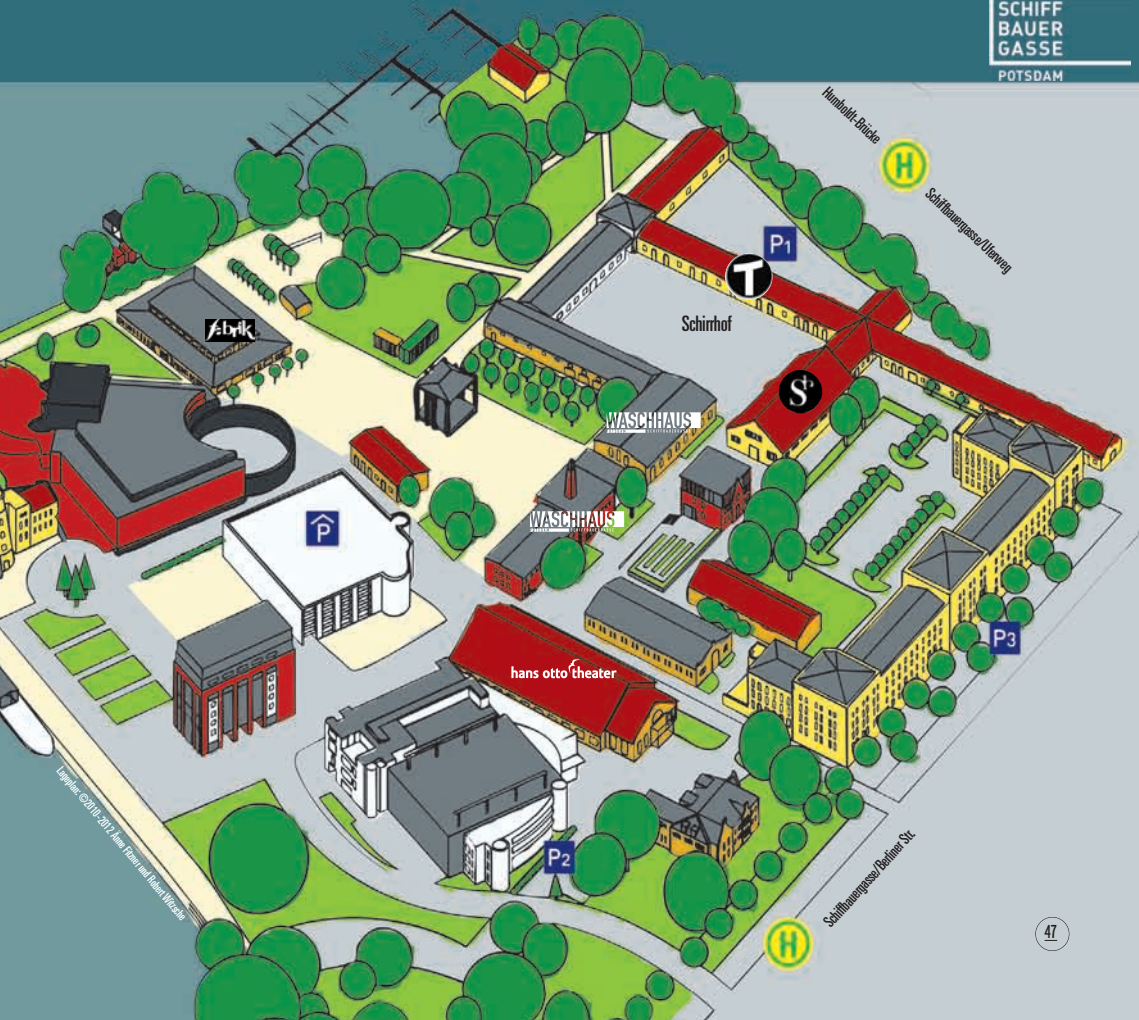 SCHIFF
BAUER
GASSE
POTSDAM
Humboldt-Brücke
H
Schiffbauergasse/Uferweg
P1
T
Schirrhof
fabrik
Sb
WASCHHAUS
P
WASCHHAUS
hans otto theater
P3
P2
Schiffbauergasse/Berliner Str.
H
Lageplan: ©2010-2012 Anne Fitzner und Robert Witzsche
47